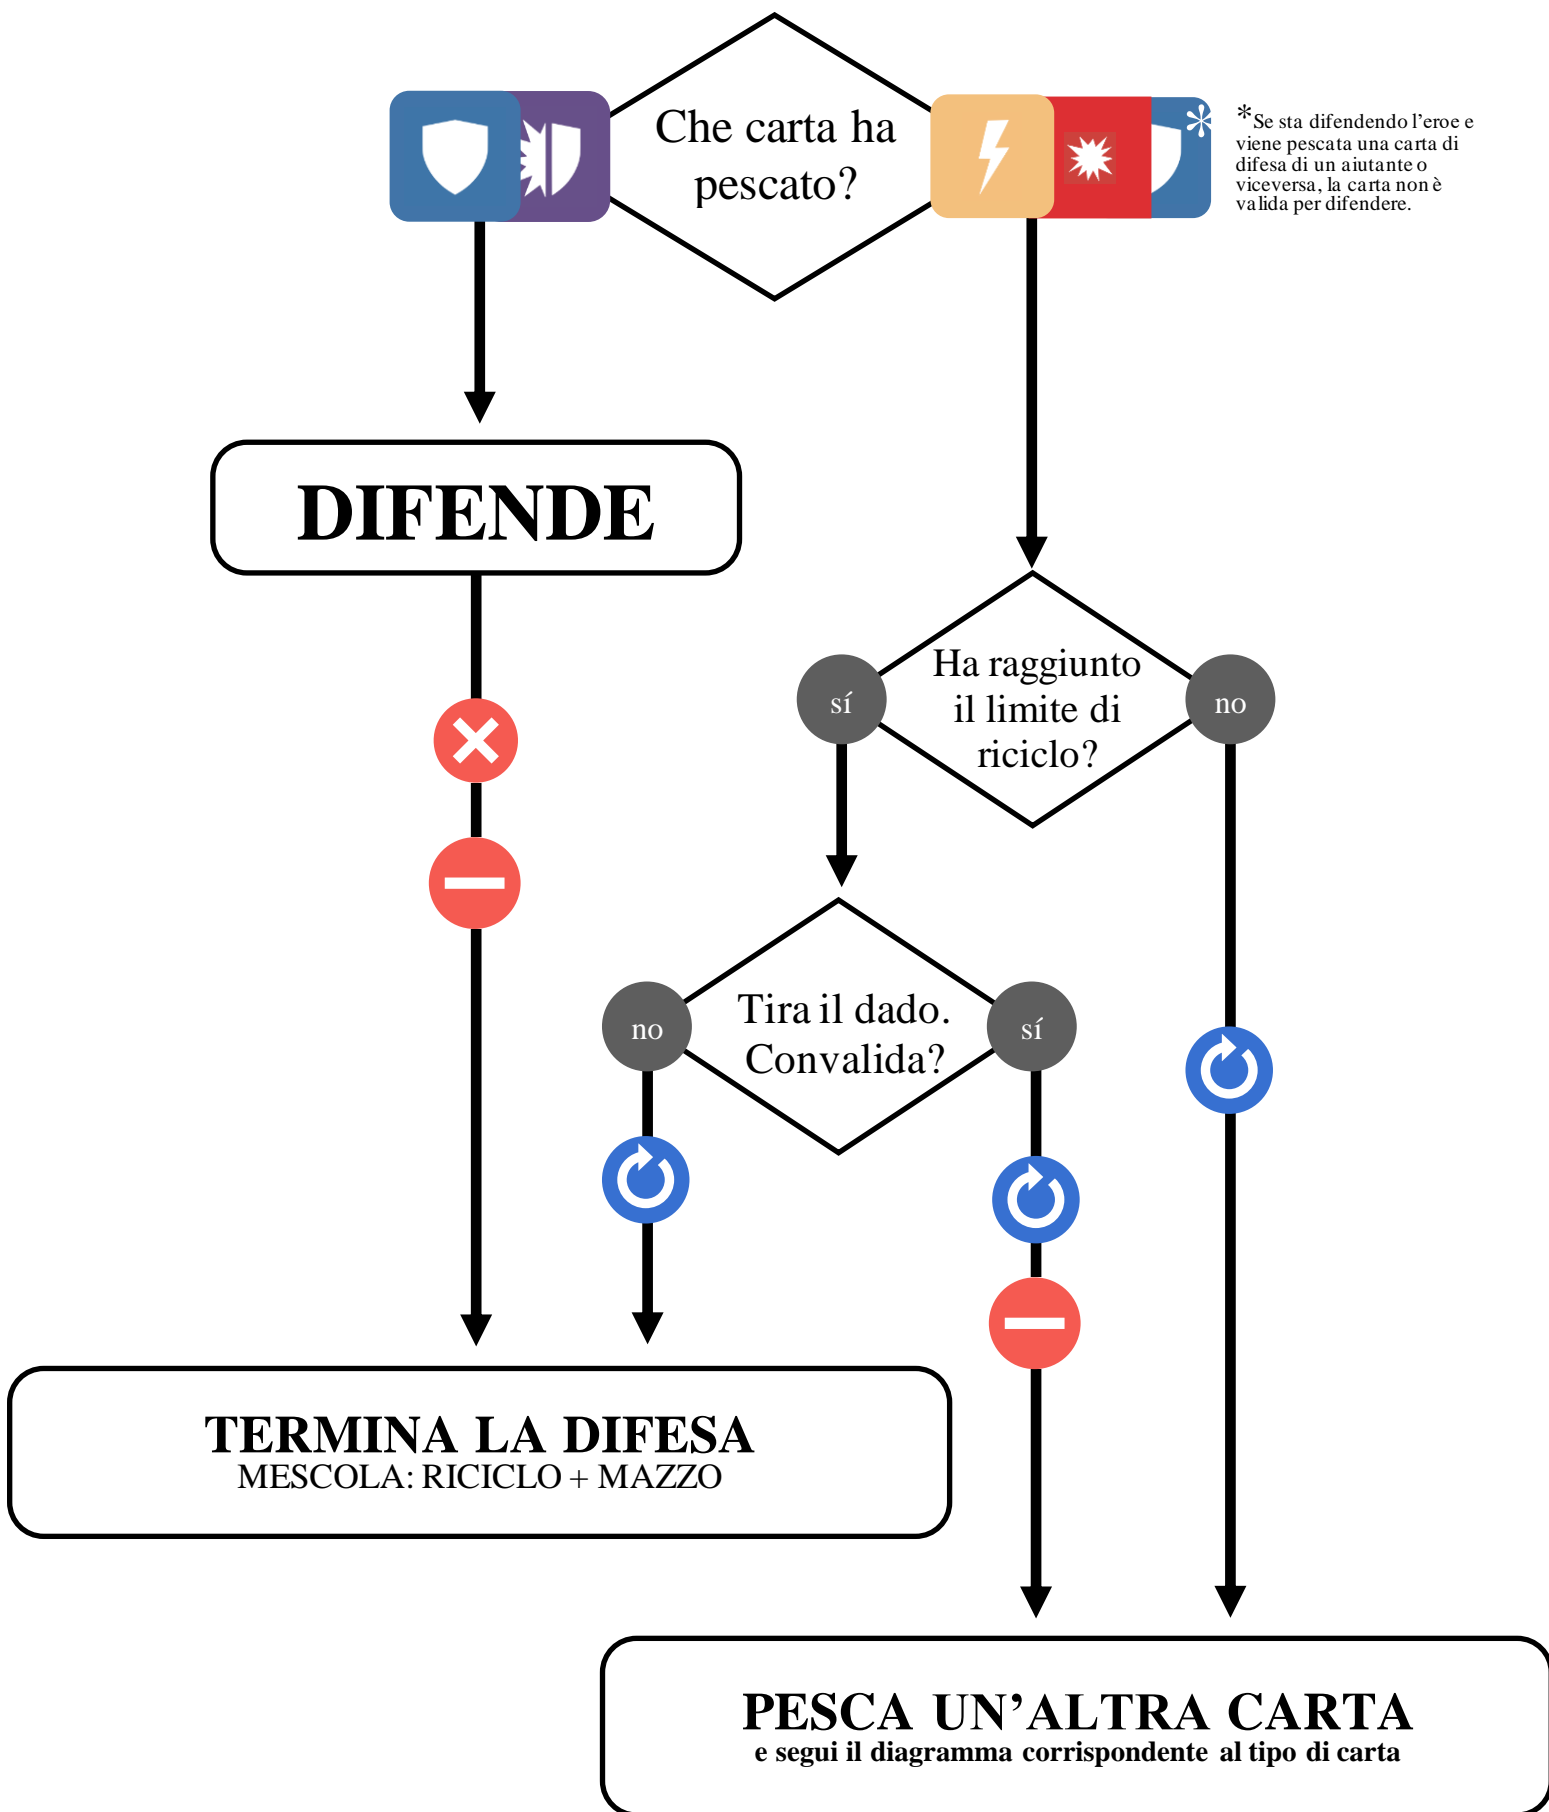 Che carta ha
pescato?
*
*Se sta difendendo l’eroe e
viene pescata una carta di
difesa di un aiutante o
viceversa, la carta non è
valida per difendere.
DIFENDE
Ha raggiunto
il limite di
riciclo?
sí
no
Tira il dado.
Convalida?
no
sí
TERMINA LA DIFESA
MESCOLA: RICICLO + MAZZO
PESCA UN’ALTRA CARTA
e segui il diagramma corrispondente al tipo di carta